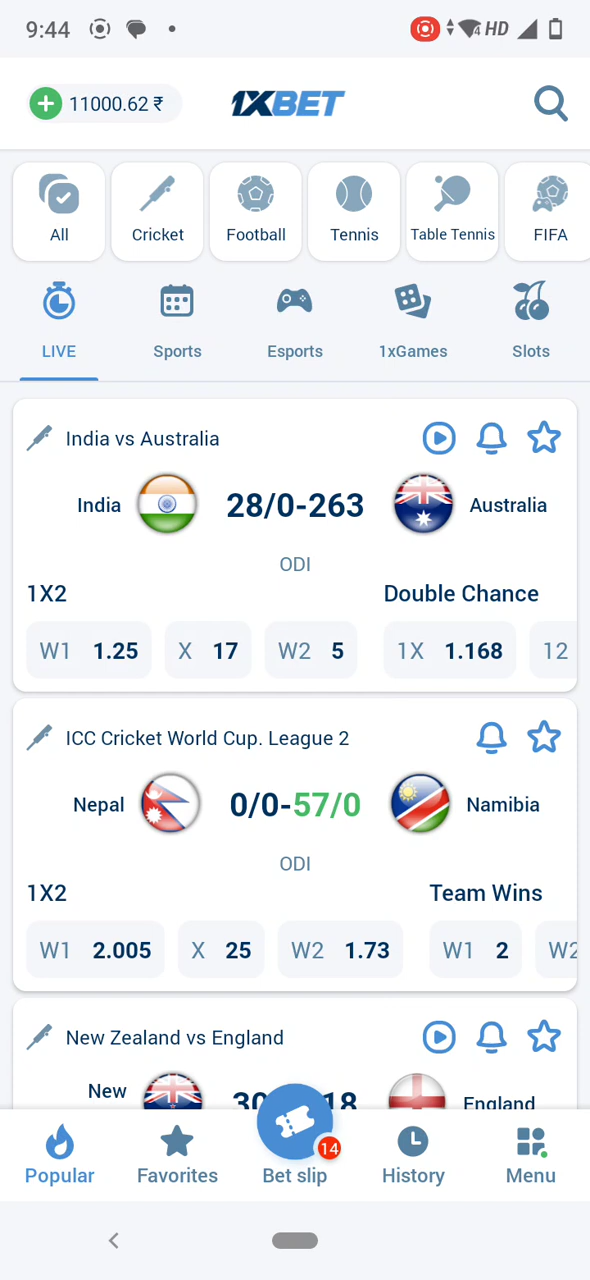 9:44
4 HD
11000.62 ₹
1XBET
All
Cricket
Football
Tennis
Table Tennis
FIFA
LIVE
Sports
Esports
1xGames
Slots
India vs Australia
India 28/0-263 Australia
ODI
1X2 Double Chance
W1 1.25 X 17 W2 5 1X 1.168 12
ICC Cricket World Cup. League 2
Nepal 0/0-57/0 Namibia
ODI
1X2 Team Wins
W1 2.005 X 25 W2 1.73 W1 2 W2
New Zealand vs England
New England
14
Popular
Favorites
Bet slip
History
Menu